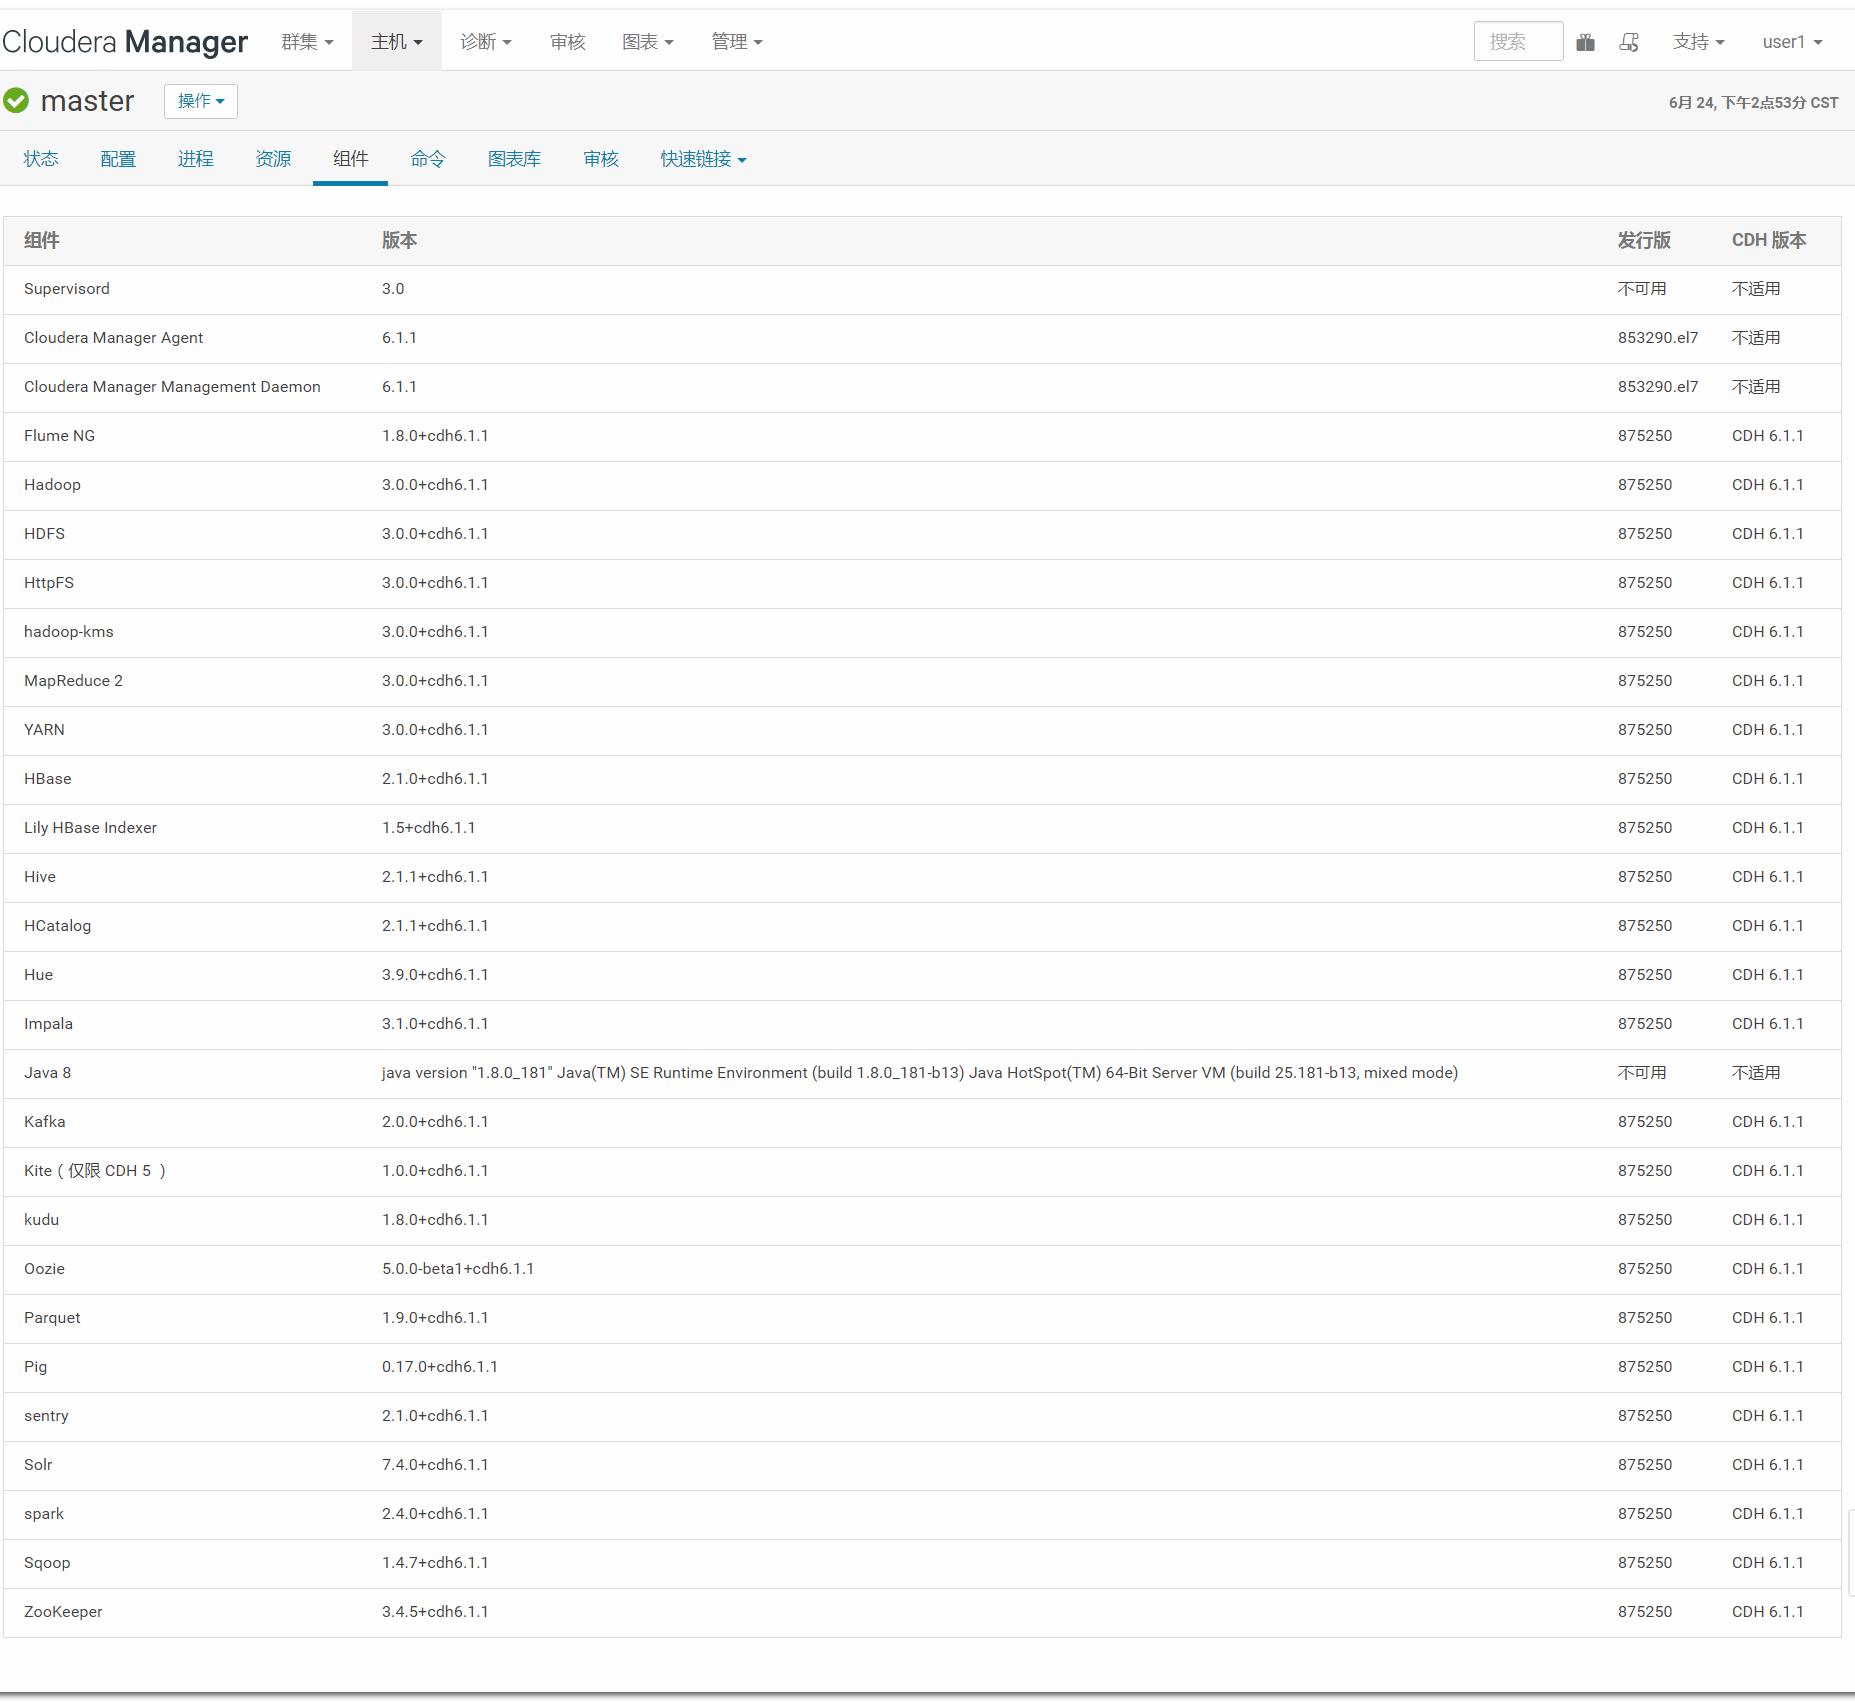 Cloudera Manager 群集 主机 诊断 审核 图表 管理 搜索 支持 user1
master 操作 6月 24, 下午2点53分 CST
状态 配置 进程 资源 组件 命令 图表库 审核 快速链接
组件 版本 发行版 CDH 版本
Supervisord 3.0 不可用 不适用
Cloudera Manager Agent 6.1.1 853290.el7 不适用
Cloudera Manager Management Daemon 6.1.1 853290.el7 不适用
Flume NG 1.8.0+cdh6.1.1 875250 CDH 6.1.1
Hadoop 3.0.0+cdh6.1.1 875250 CDH 6.1.1
HDFS 3.0.0+cdh6.1.1 875250 CDH 6.1.1
HttpFS 3.0.0+cdh6.1.1 875250 CDH 6.1.1
hadoop-kms 3.0.0+cdh6.1.1 875250 CDH 6.1.1
MapReduce 2 3.0.0+cdh6.1.1 875250 CDH 6.1.1
YARN 3.0.0+cdh6.1.1 875250 CDH 6.1.1
HBase 2.1.0+cdh6.1.1 875250 CDH 6.1.1
Lily HBase Indexer 1.5+cdh6.1.1 875250 CDH 6.1.1
Hive 2.1.1+cdh6.1.1 875250 CDH 6.1.1
HCatalog 2.1.1+cdh6.1.1 875250 CDH 6.1.1
Hue 3.9.0+cdh6.1.1 875250 CDH 6.1.1
Impala 3.1.0+cdh6.1.1 875250 CDH 6.1.1
Java 8 java version "1.8.0_181" Java(TM) SE Runtime Environment (build 1.8.0_181-b13) Java HotSpot(TM) 64-Bit Server VM (build 25.181-b13, mixed mode) 不可用 不适用
Kafka 2.0.0+cdh6.1.1 875250 CDH 6.1.1
Kite（仅限 CDH 5 ） 1.0.0+cdh6.1.1 875250 CDH 6.1.1
kudu 1.8.0+cdh6.1.1 875250 CDH 6.1.1
Oozie 5.0.0-beta1+cdh6.1.1 875250 CDH 6.1.1
Parquet 1.9.0+cdh6.1.1 875250 CDH 6.1.1
Pig 0.17.0+cdh6.1.1 875250 CDH 6.1.1
sentry 2.1.0+cdh6.1.1 875250 CDH 6.1.1
Solr 7.4.0+cdh6.1.1 875250 CDH 6.1.1
spark 2.4.0+cdh6.1.1 875250 CDH 6.1.1
Sqoop 1.4.7+cdh6.1.1 875250 CDH 6.1.1
ZooKeeper 3.4.5+cdh6.1.1 875250 CDH 6.1.1